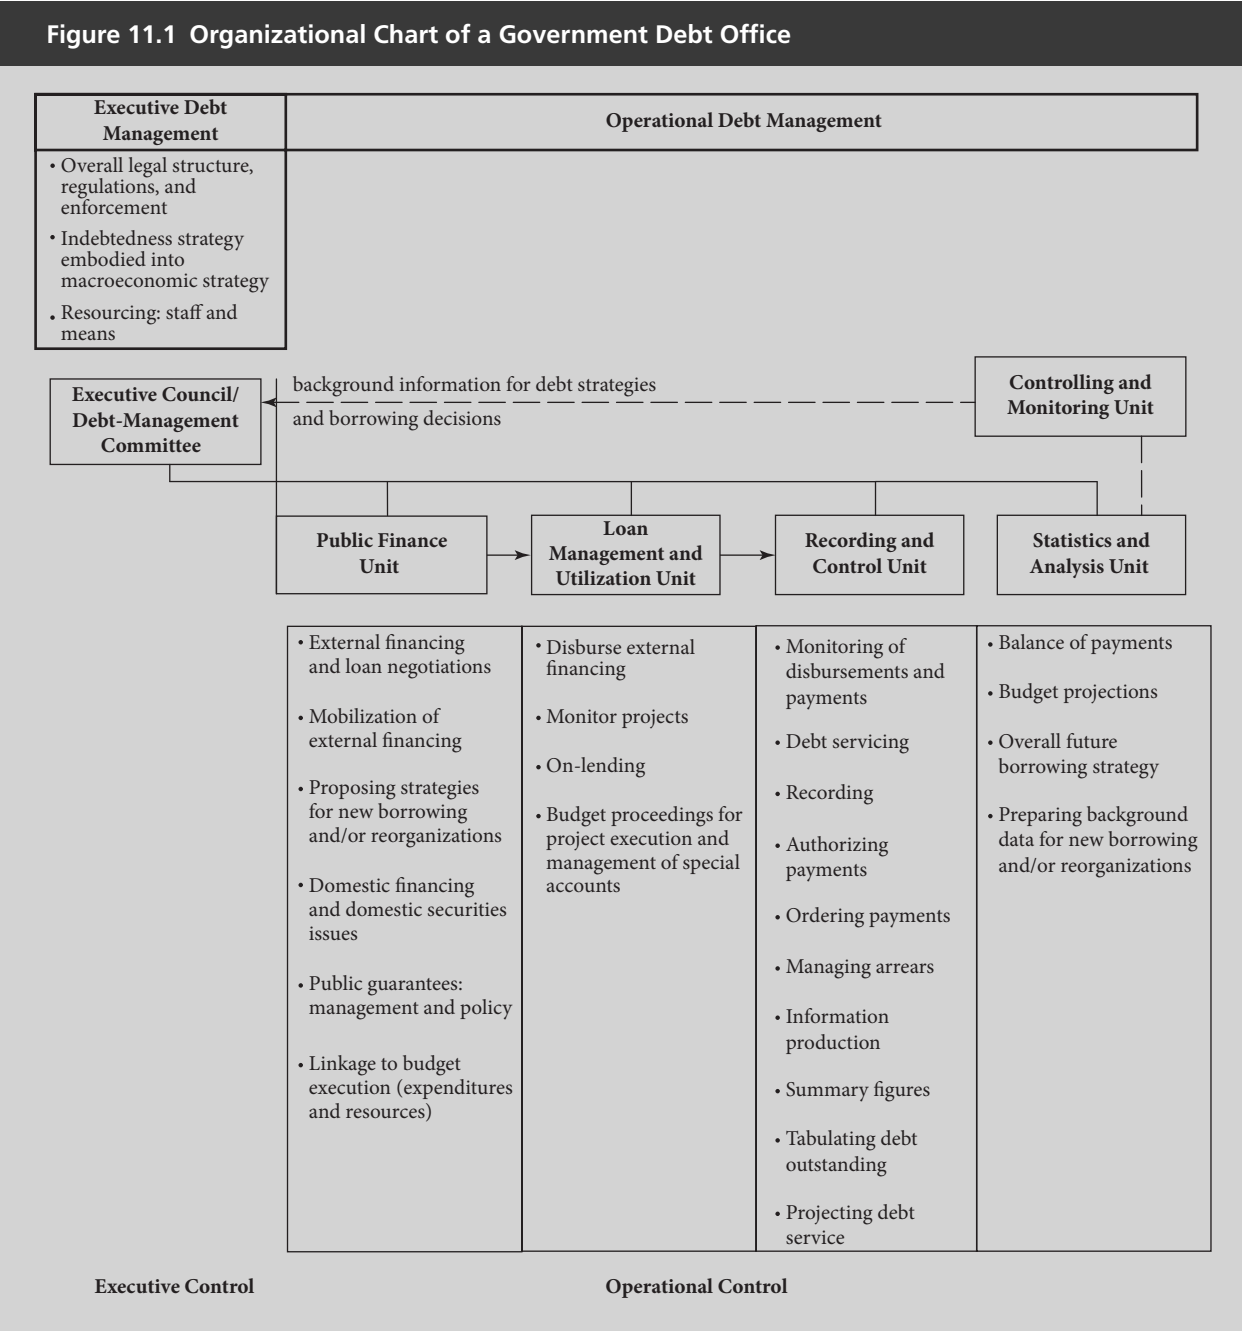 Figure 11.1 Organizational Chart of a Government Debt Office
Executive Debt
Management
Operational Debt Management
• Overall legal structure,
regulations, and
enforcement
• Indebtedness strategy
embodied into
macroeconomic strategy
• Resourcing: staff and
means
Executive Council/
Debt-Management
Committee
background information for debt strategies
and borrowing decisions
Controlling and
Monitoring Unit
Public Finance
Unit
Loan
Management and
Utilization Unit
Recording and
Control Unit
Statistics and
Analysis Unit
• External financing
and loan negotiations
• Mobilization of
external financing
• Proposing strategies
for new borrowing
and/or reorganizations
• Domestic financing
and domestic securities
issues
• Public guarantees:
management and policy
• Linkage to budget
execution (expenditures
and resources)
• Disburse external
financing
• Monitor projects
• On-lending
• Budget proceedings for
project execution and
management of special
accounts
• Monitoring of
disbursements and
payments
• Debt servicing
• Recording
• Authorizing
payments
• Ordering payments
• Managing arrears
• Information
production
• Summary figures
• Tabulating debt
outstanding
• Projecting debt
service
• Balance of payments
• Budget projections
• Overall future
borrowing strategy
• Preparing background
data for new borrowing
and/or reorganizations
Executive Control
Operational Control